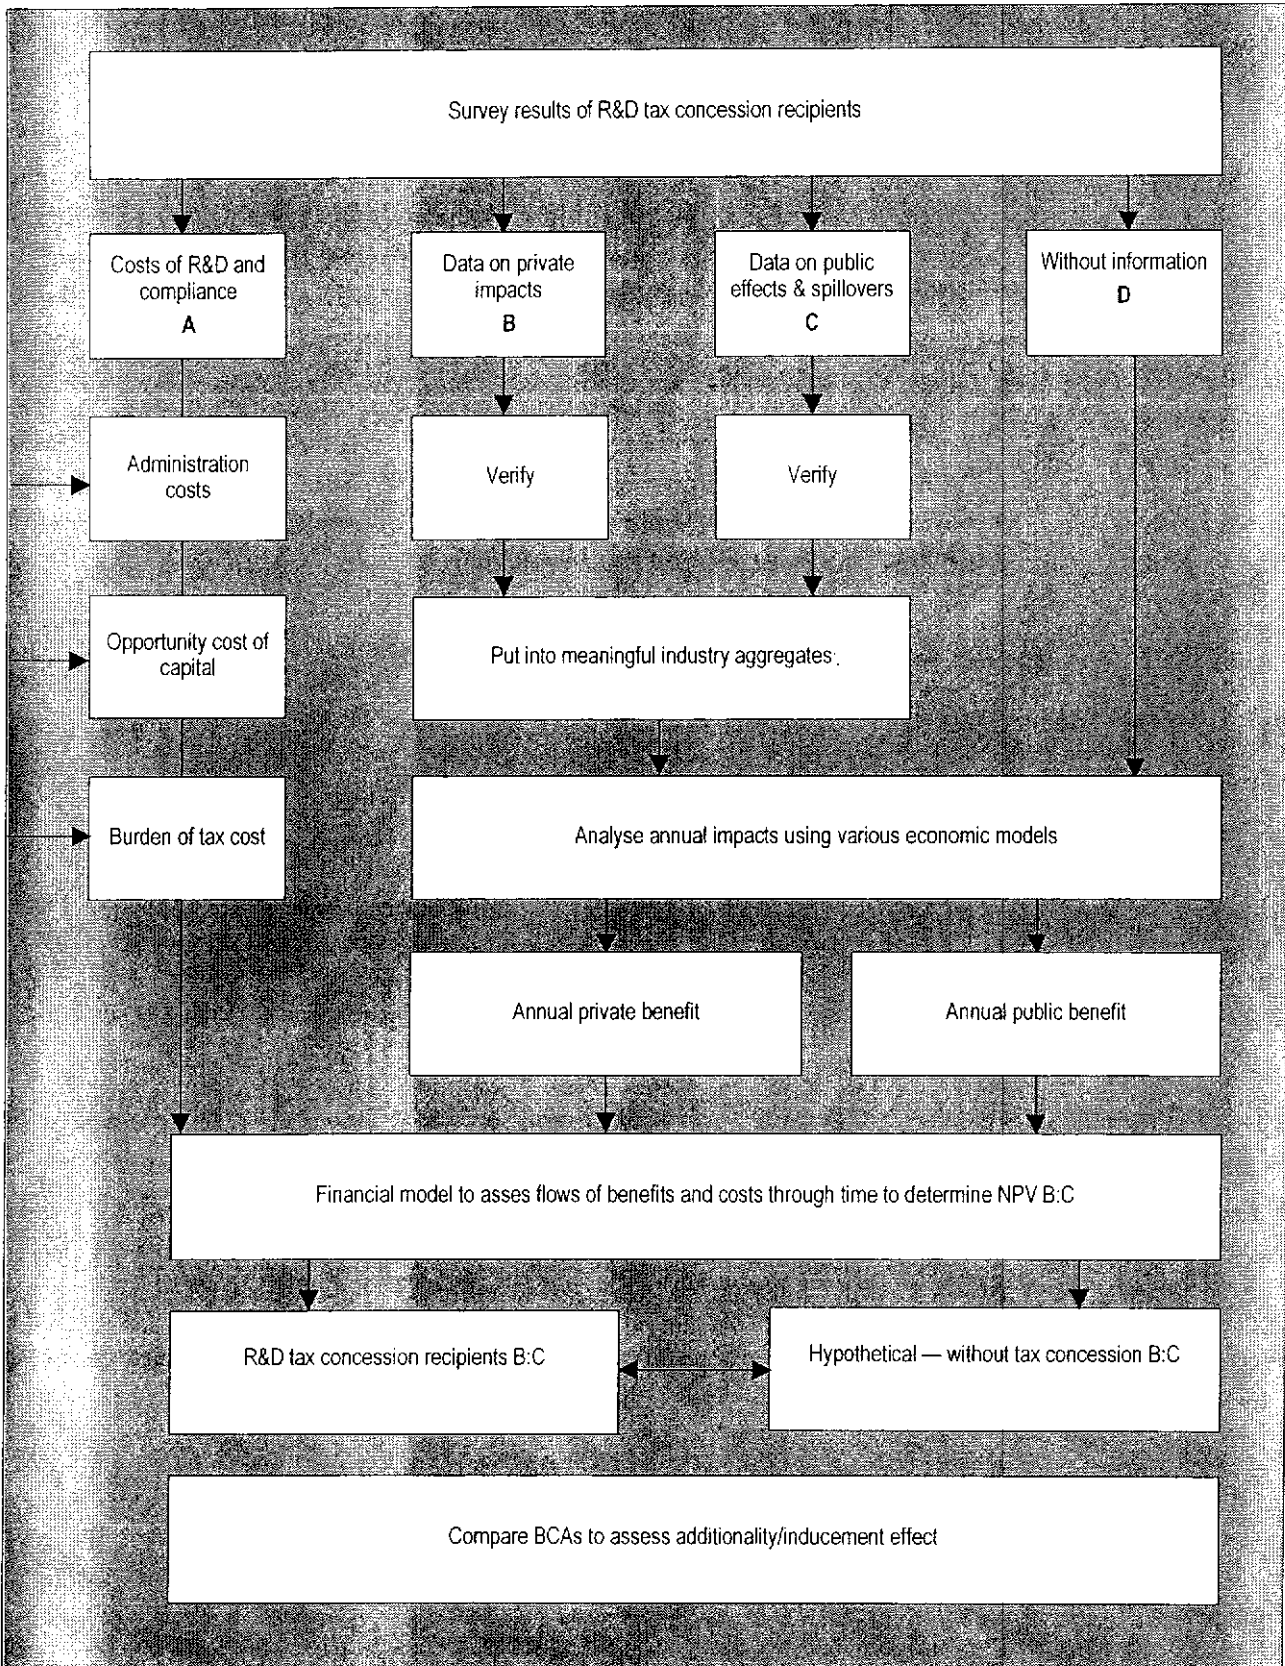 Survey results of R&D tax concession recipients
Costs of R&D and
compliance
A
Data on private
impacts
B
Data on public
effects & spillovers
C
Without information
D
Administration
costs
Verify
Verify
Opportunity cost of
capital
Put into meaningful industry aggregates
Burden of tax cost
Analyse annual impacts using various economic models
Annual private benefit
Annual public benefit
Financial model to asses flows of benefits and costs through time to determine NPV B:C
R&D tax concession recipients B:C
Hypothetical — without tax concession B:C
Compare BCAs to assess additionality/inducement effect